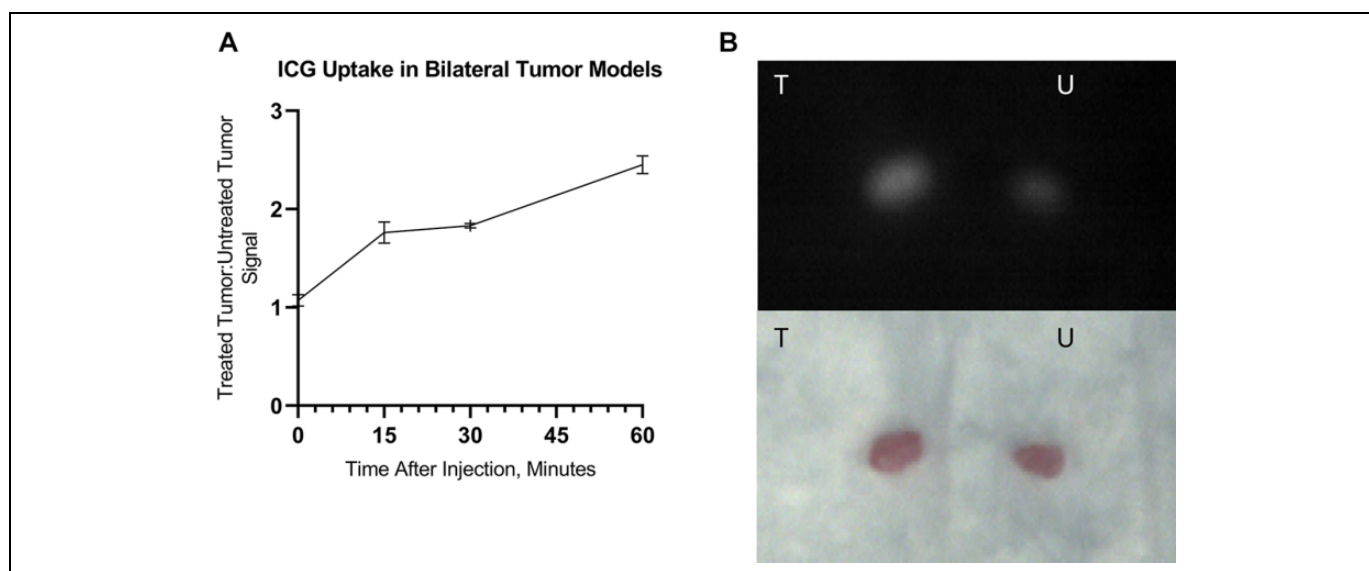 A
ICG Uptake in Bilateral Tumor Models
Treated Tumor:Untreated Tumor
Signal
3
2
1
0
0 15 30 45 60
Time After Injection, Minutes
B
T U
T U